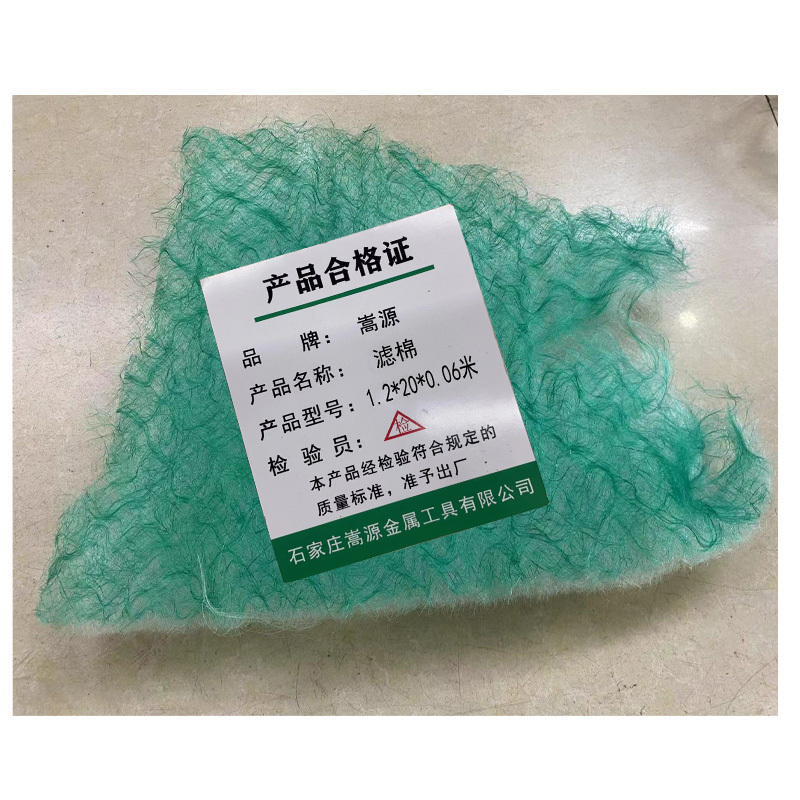 产品合格证
品 牌：嵩源
产品名称：滤棉
产品型号：1.2*20*0.06米
检 验 员：检
本产品经检验符合规定的
质量标准，准予出厂
石家庄嵩源金属工具有限公司